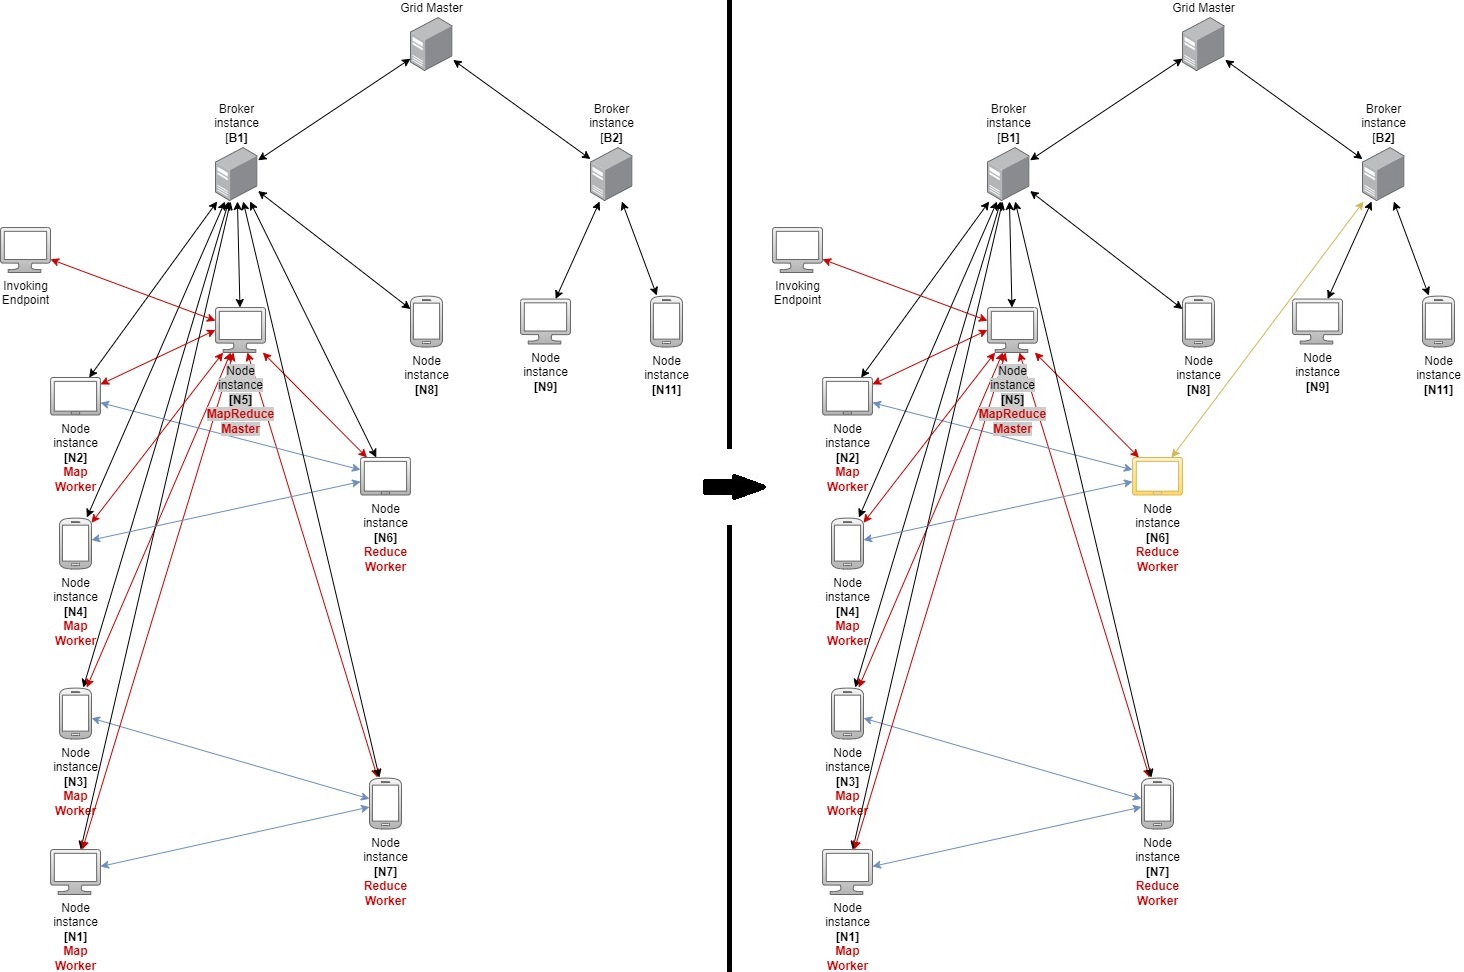 Grid Master
Broker
instance
[B1]
Broker
instance
[B2]
Invoking
Endpoint
Node
instance
[N5]
MapReduce
Master
Node
instance
[N8]
Node
instance
[N9]
Node
instance
[N11]
Node
instance
[N2]
Map
Worker
Node
instance
[N6]
Reduce
Worker
Node
instance
[N4]
Map
Worker
Node
instance
[N3]
Map
Worker
Node
instance
[N7]
Reduce
Worker
Node
instance
[N1]
Map
Worker
Grid Master
Broker
instance
[B1]
Broker
instance
[B2]
Invoking
Endpoint
Node
instance
[N5]
MapReduce
Master
Node
instance
[N8]
Node
instance
[N9]
Node
instance
[N11]
Node
instance
[N2]
Map
Worker
Node
instance
[N6]
Reduce
Worker
Node
instance
[N4]
Map
Worker
Node
instance
[N3]
Map
Worker
Node
instance
[N7]
Reduce
Worker
Node
instance
[N1]
Map
Worker